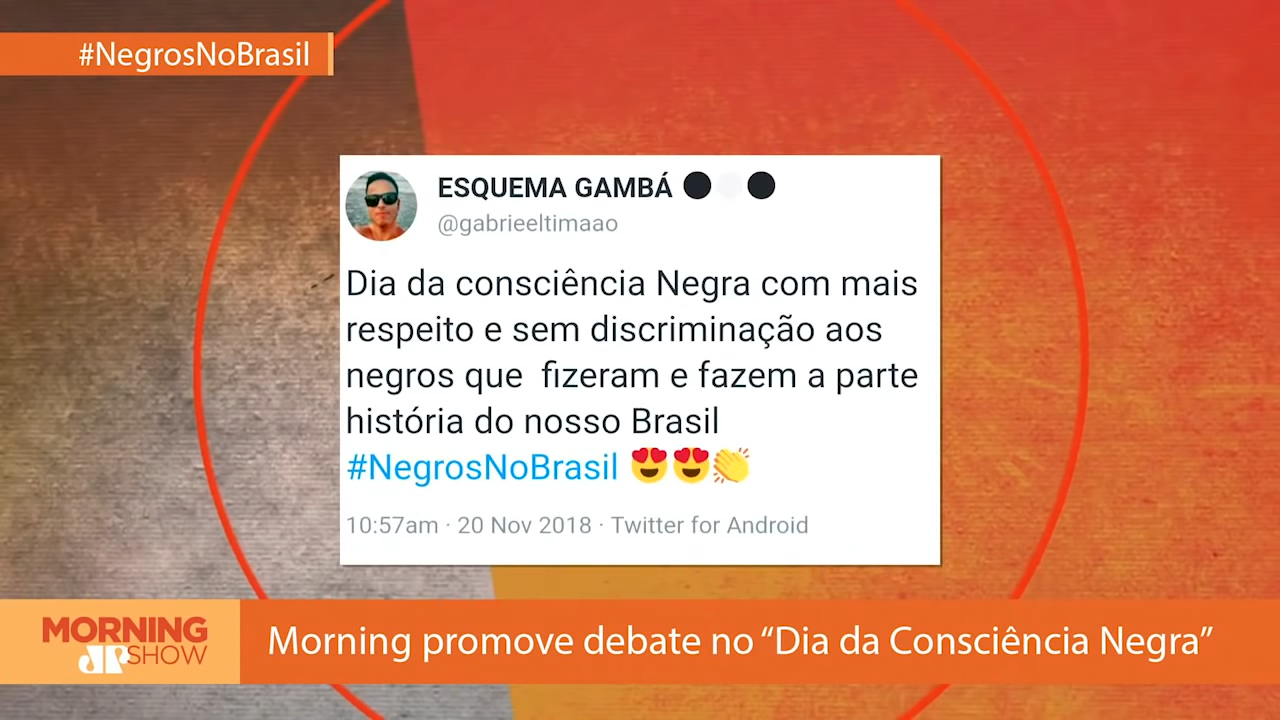 #NegrosNoBrasil
ESQUEMA GAMBÁ ⚫⚪⚫
@gabrieeltimaao
Dia da consciência Negra com mais
respeito e sem discriminação aos
negros que  fizeram e fazem a parte
história do nosso Brasil
#NegrosNoBrasil 😍😍👏
10:57am · 20 Nov 2018 · Twitter for Android
MORNING
JP SHOW
Morning promove debate no “Dia da Consciência Negra”